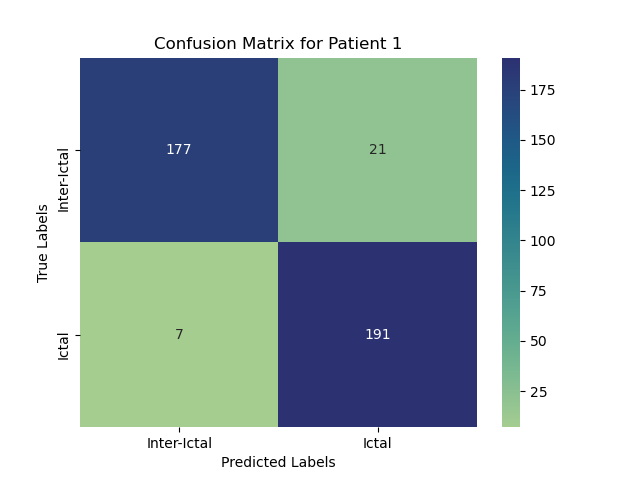 Confusion Matrix for Patient 1
True Labels
Inter-Ictal
177
21
Ictal
7
191
Inter-Ictal
Ictal
Predicted Labels
175
150
125
100
75
50
25